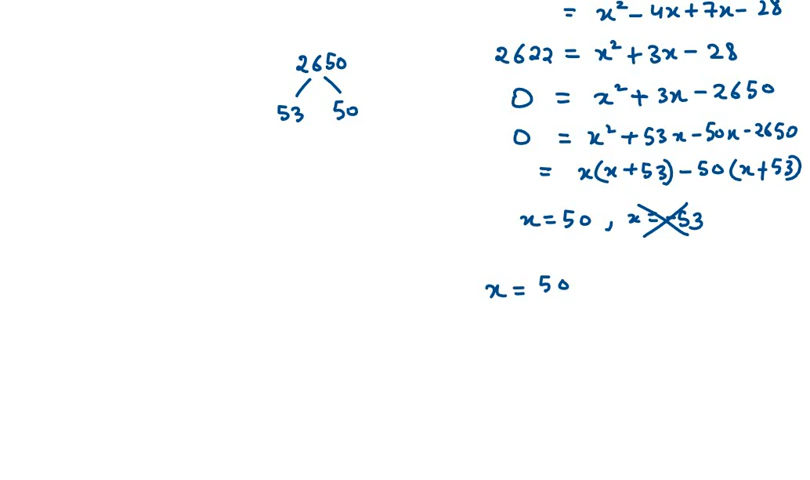 = x² - 4x + 7x - 28
2622 = x² + 3x - 28
0 = x² + 3x - 2650
0 = x² + 53x - 50x - 2650
= x(x + 53) - 50(x + 53)
x = 50 , x = -53
x = 50
2650
53 50